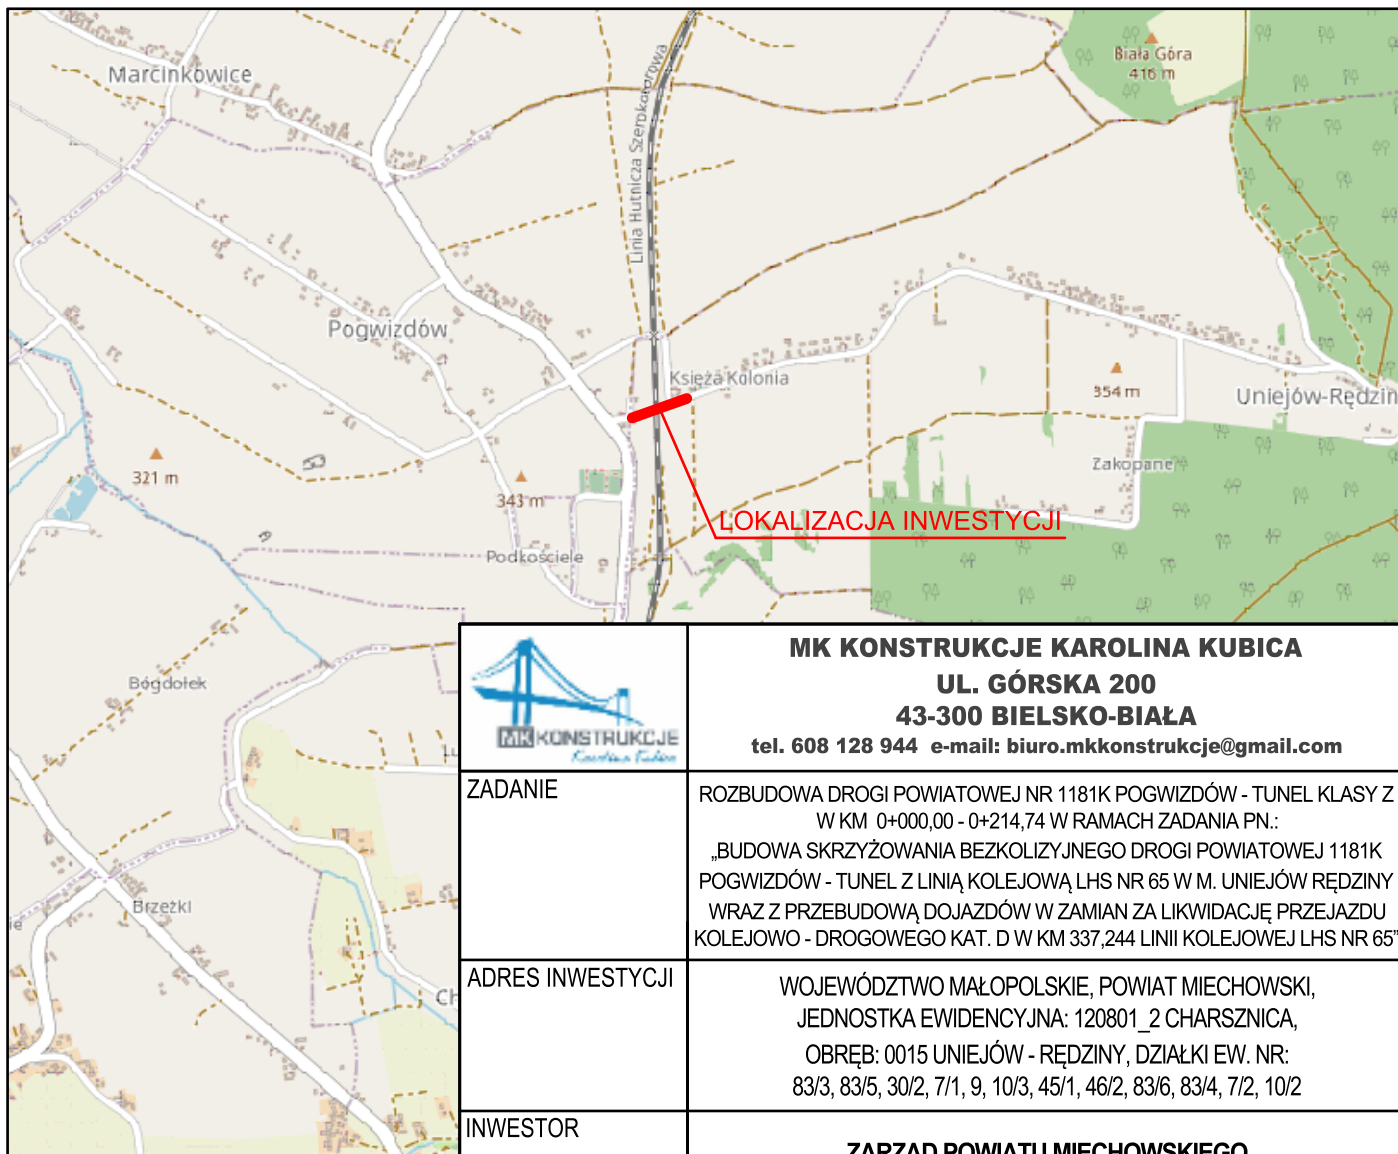 Biała Góra
416 m
Marcinkowice
Linia Hutnicza Szerokotorowa
Pogwizdów
Księża Kolonia
354 m
Uniejów-Rędzin
321 m
343 m
Zakopane
LOKALIZACJA INWESTYCJI
Podkościele
Bógdołek
Brzeżki
ie
Lu
Ch
MK KONSTRUKCJE
Karolina Kubica
MK KONSTRUKCJE KAROLINA KUBICA
UL. GÓRSKA 200
43-300 BIELSKO-BIAŁA
tel. 608 128 944 e-mail: biuro.mkkonstrukcje@gmail.com
ZADANIE
ROZBUDOWA DROGI POWIATOWEJ NR 1181K POGWIZDÓW - TUNEL KLASY Z
W KM 0+000,00 - 0+214,74 W RAMACH ZADANIA PN.:
„BUDOWA SKRZYŻOWANIA BEZKOLIZYJNEGO DROGI POWIATOWEJ 1181K
POGWIZDÓW - TUNEL Z LINIĄ KOLEJOWĄ LHS NR 65 W M. UNIEJÓW RĘDZINY
WRAZ Z PRZEBUDOWĄ DOJAZDÓW W ZAMIAN ZA LIKWIDACJĘ PRZEJAZDU
KOLEJOWO - DROGOWEGO KAT. D W KM 337,244 LINII KOLEJOWEJ LHS NR 65”
ADRES INWESTYCJI
WOJEWÓDZTWO MAŁOPOLSKIE, POWIAT MIECHOWSKI,
JEDNOSTKA EWIDENCYJNA: 120801_2 CHARSZNICA,
OBRĘB: 0015 UNIEJÓW - RĘDZINY, DZIAŁKI EW. NR:
83/3, 83/5, 30/2, 7/1, 9, 10/3, 45/1, 46/2, 83/6, 83/4, 7/2, 10/2
INWESTOR
ZARZĄD POWIATU MIECHOWSKIEGO